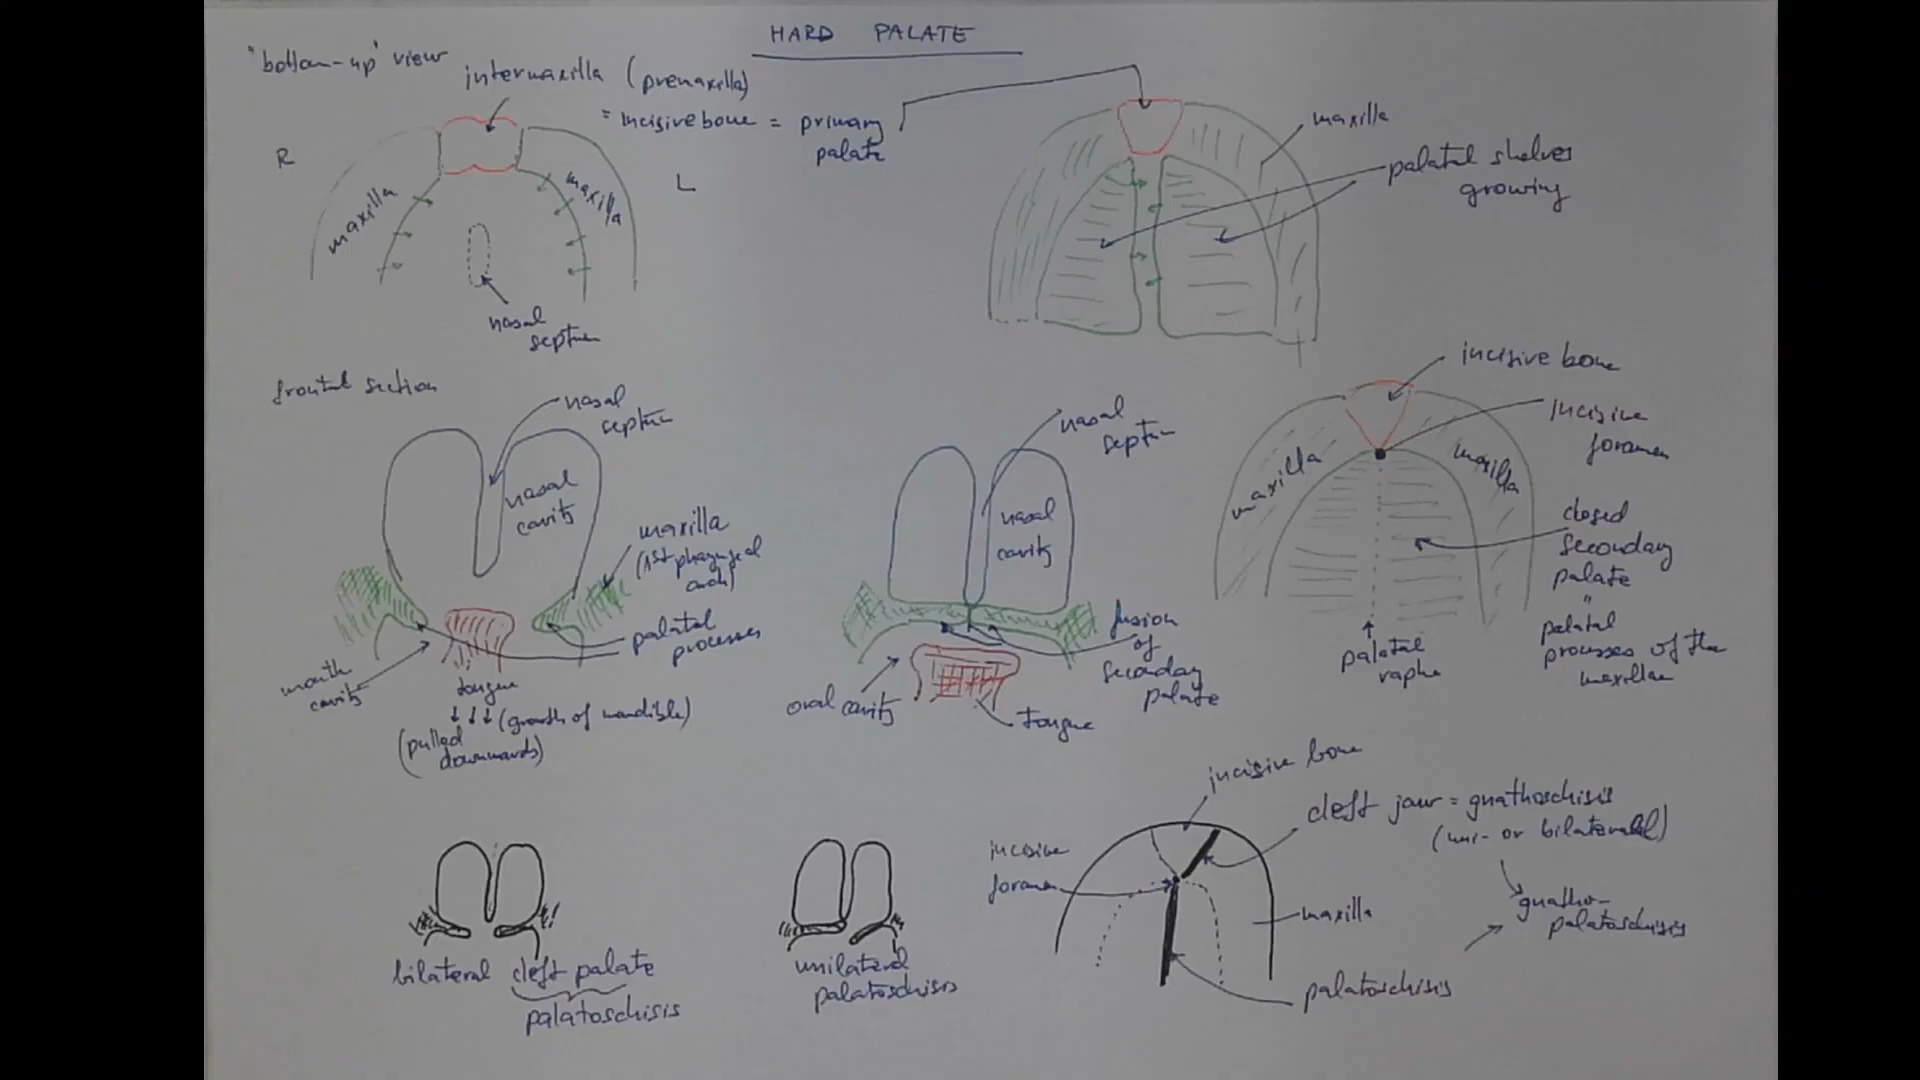 HARD PALATE
"bottom-up" view
intermaxilla (premaxilla)
= incisive bone = primary
palate
R
L
maxilla
maxilla
nasal
septum
maxilla
palatal shelves
growing
frontal section
nasal
septum
nasal
cavity
maxilla
(1st pharyngeal
arch)
palatal
processes
mouth
cavity
tongue
↓↓↓ (growth of mandible)
(pulled
downwards)
nasal
septum
nasal
cavity
fusion
of
secondary
palate
oral cavity
tongue
incisive bone
incisive
foramen
maxilla
maxilla
closed
secondary
palate
"
palatal
processes of the
maxillae
palatal
raphe
bilateral cleft palate
palatoschisis
unilateral
palatoschisis
incisive bone
cleft jaw = gnathoschisis
(uni- or bilateral)
incisive
foramen
maxilla
gnatho-
palatoschisis
palatoschisis